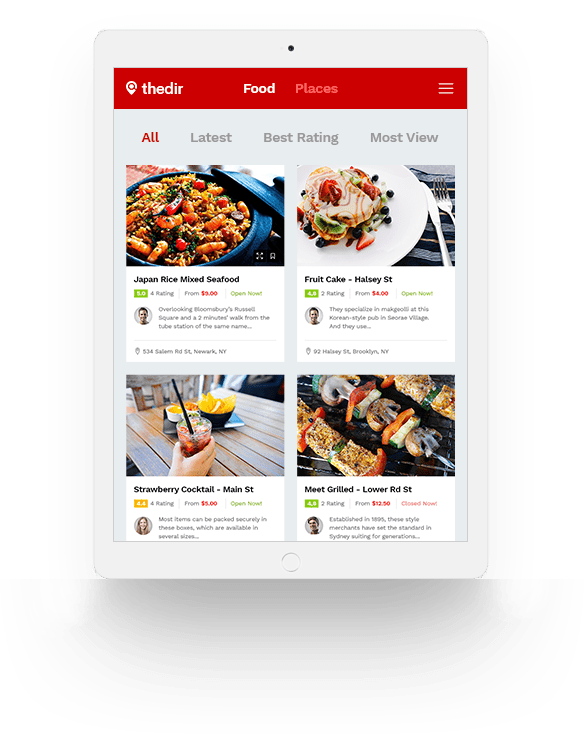 thedir
Food Places
All Latest Best Rating Most View
Japan Rice Mixed Seafood
5.0 4 Rating From $9.00 Open Now!
Overlooking Bloomsbury's Russell
Square and a 2 minutes' walk from the
tube station of the same name...
534 Salem Rd St, Newark, NY
Fruit Cake - Halsey St
4,8 2 Rating From $4.00 Open Now!
They specialize in makgeolli at this
Korean-style pub in Seorae Village.
And they use...
92 Halsey St, Brooklyn, NY
Strawberry Cocktail - Main St
4.4 4 Rating From $5.00 Open Now!
Most items can be packed securely in
these boxes, which are available in
several sizes...
Meet Grilled - Lower Rd St
4,8 2 Rating From $12.50 Closed Now!
Established in 1895, these style
merchants have set the standard in
Sydney suiting for generations...